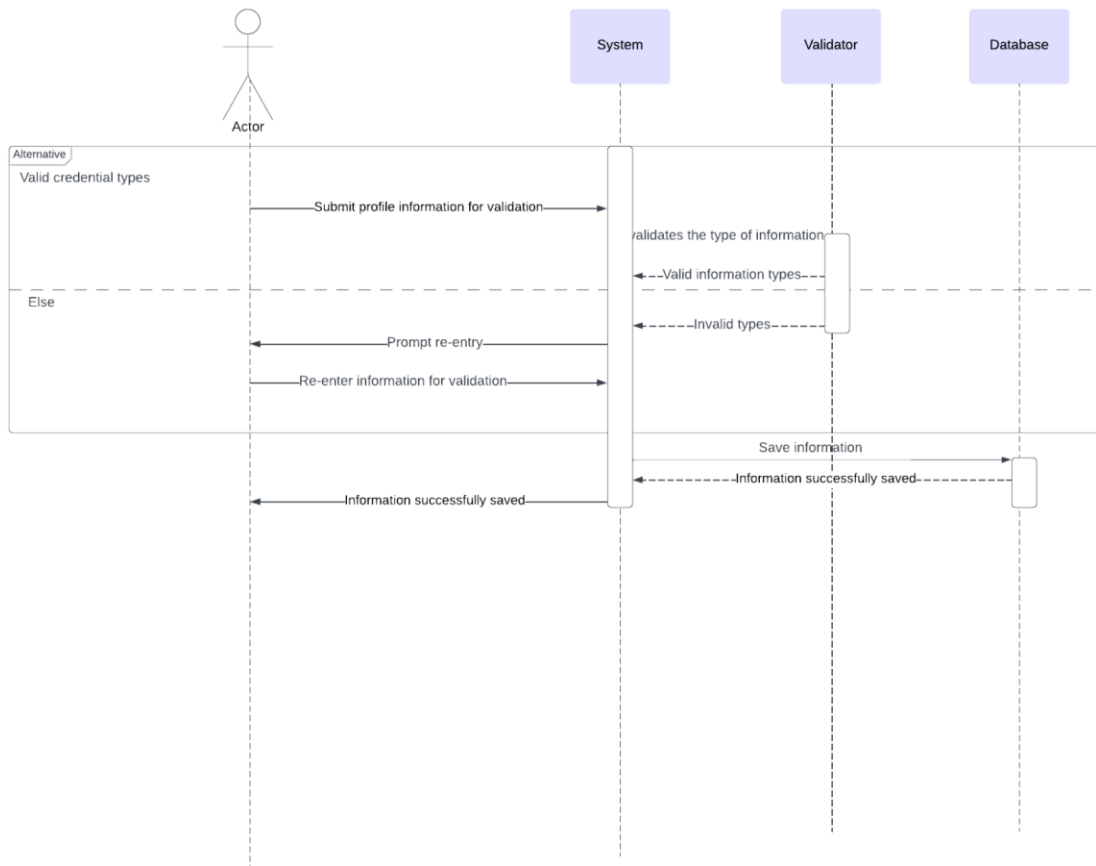 System
Validator
Database
Actor
Alternative
Valid credential types
Submit profile information for validation
validates the type of information
Valid information types
Else
Invalid types
Prompt re-entry
Re-enter information for validation
Save information
Information successfully saved
Information successfully saved